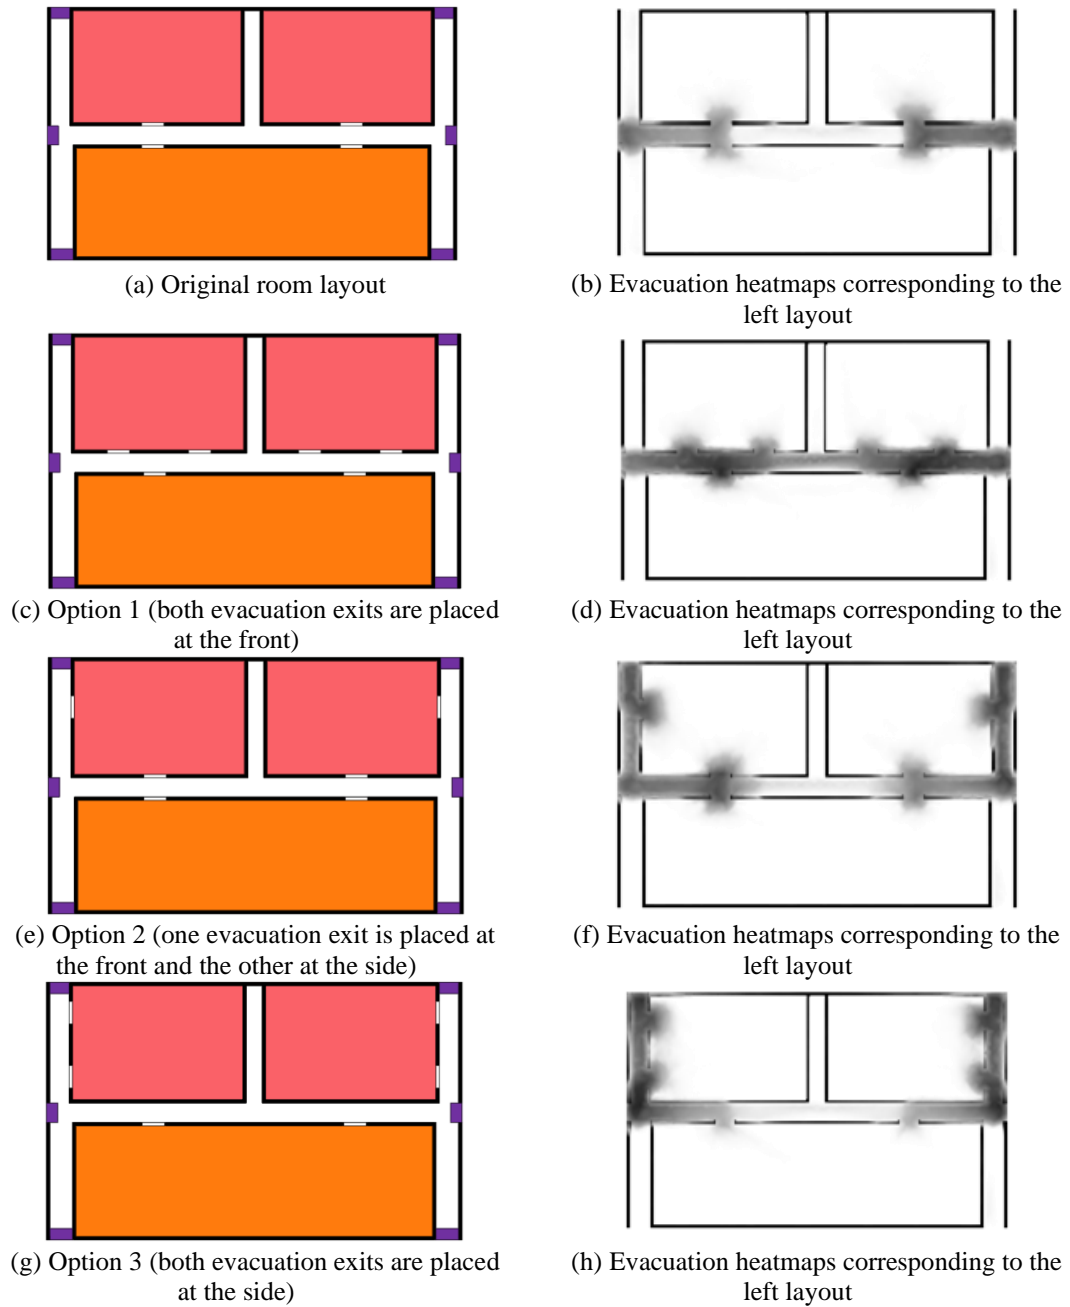 (a) Original room layout
(b) Evacuation heatmaps corresponding to the
left layout
(c) Option 1 (both evacuation exits are placed
at the front)
(d) Evacuation heatmaps corresponding to the
left layout
(e) Option 2 (one evacuation exit is placed at
the front and the other at the side)
(f) Evacuation heatmaps corresponding to the
left layout
(g) Option 3 (both evacuation exits are placed
at the side)
(h) Evacuation heatmaps corresponding to the
left layout